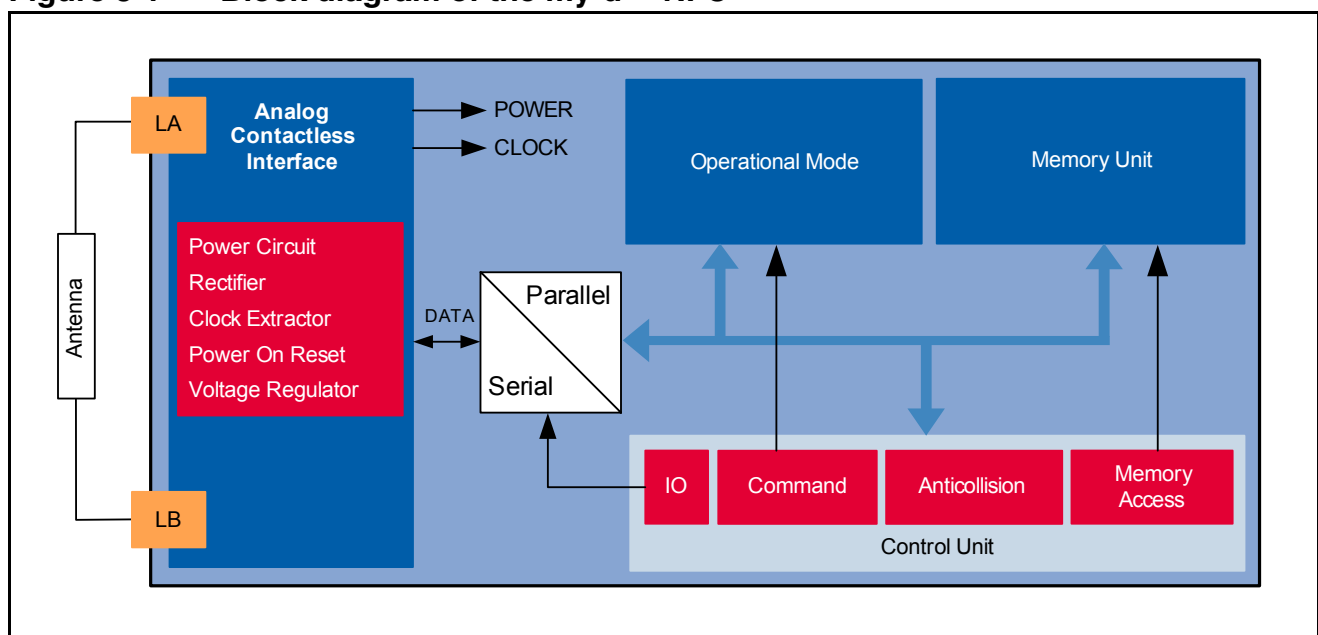 LA
Analog
Contactless
Interface
POWER
CLOCK
Operational Mode
Memory Unit
Power Circuit
Rectifier
Clock Extractor
Power On Reset
Voltage Regulator
Antenna
DATA
Parallel
Serial
LB
IO
Command
Anticollision
Memory
Access
Control Unit